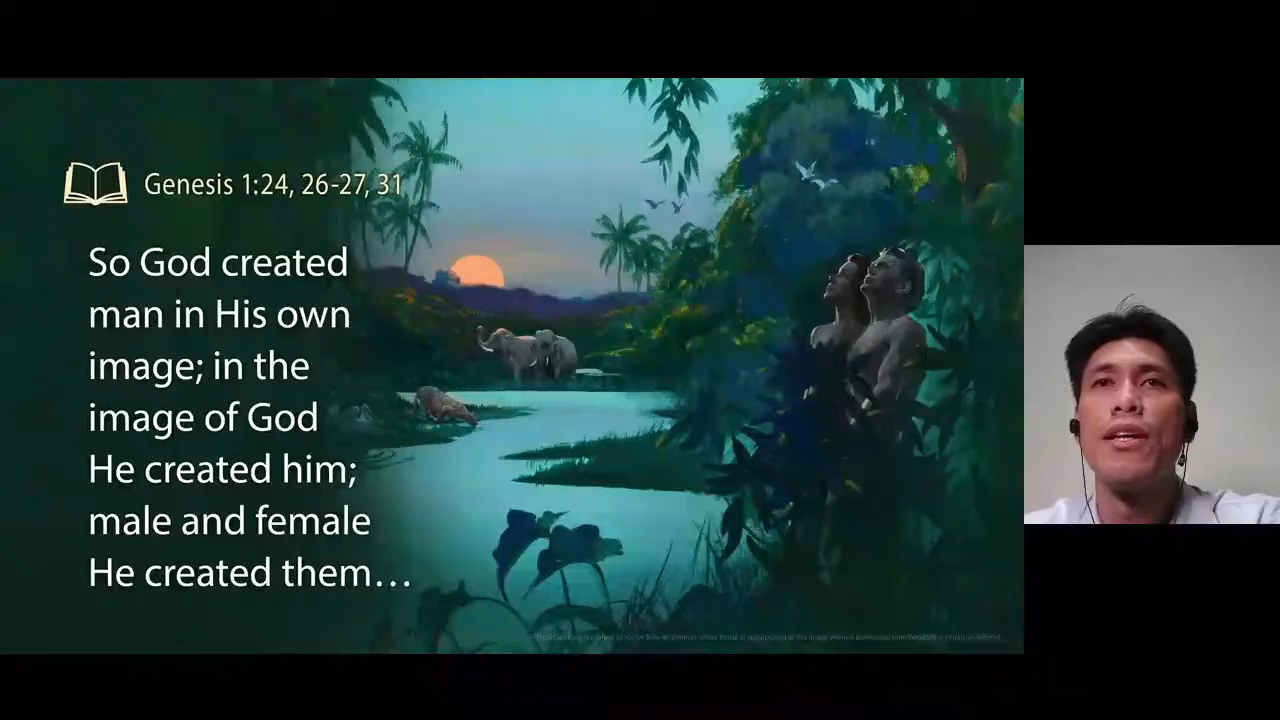 Genesis 1:24, 26-27, 31
So God created
man in His own
image; in the
image of God
He created him;
male and female
He created them…